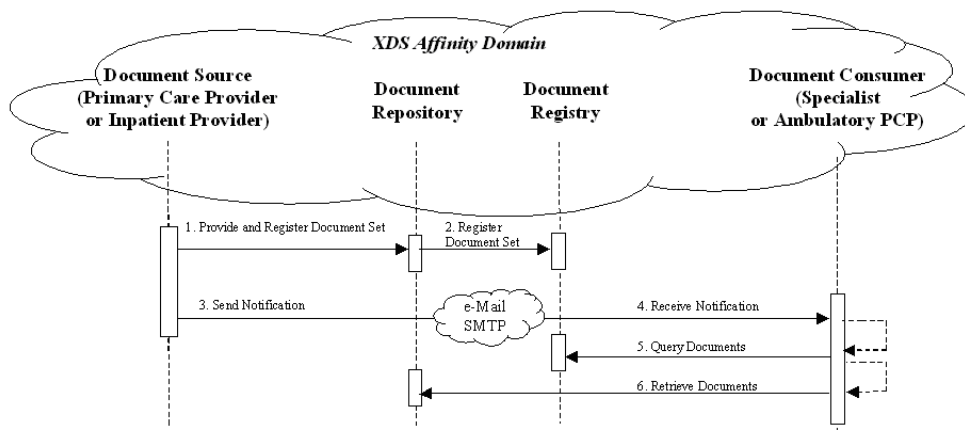 XDS Affinity Domain
Document Source
(Primary Care Provider
or Inpatient Provider)
Document
Repository
Document
Registry
Document Consumer
(Specialist
or Ambulatory PCP)
1. Provide and Register Document Set
2. Register
Document Set
3. Send Notification
e-Mail
SMTP
4. Receive Notification
5. Query Documents
6. Retrieve Documents